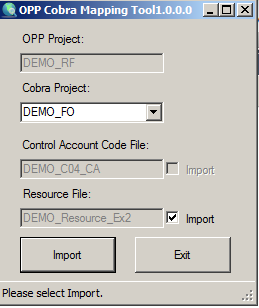 OPP Cobra Mapping Tool1.0.0.0
OPP Project:
DEMO_RF
Cobra Project:
DEMO_FO
Control Account Code File:
DEMO_C04_CA Import
Resource File:
DEMO_Resource_Ex2 Import
Import Exit
Please select Import.